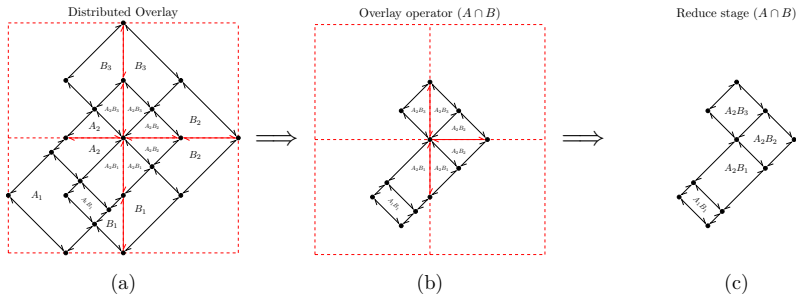 Distributed Overlay
Overlay operator (A ∩ B)
Reduce stage (A ∩ B)
B₃ B₃
A₂B₃ A₂B₃
A₂ A₂B₂ B₂
A₂ A₂B₂ B₂
A₂B₁ A₂B₁
A₁ A₁B₁ B₁
B₁
⟹
A₂B₃ A₂B₃
A₂B₂
A₂B₂
A₂B₁ A₂B₁
A₁B₁
⟹
A₂B₃
A₂B₂
A₂B₁
A₁B₁
(a)
(b)
(c)